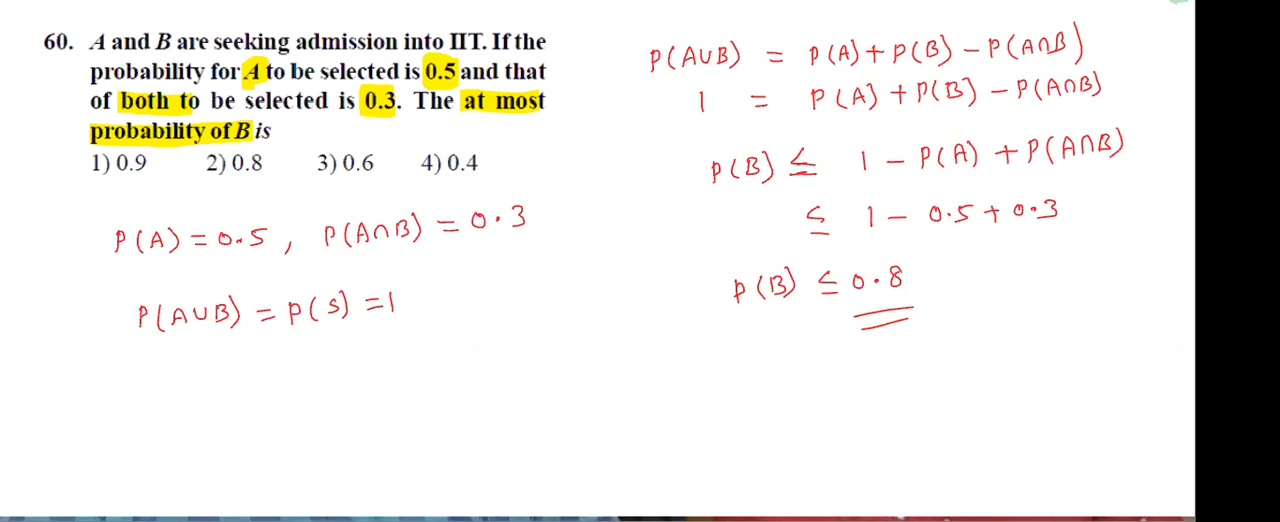 60. A and B are seeking admission into IIT. If the
probability for A to be selected is 0.5 and that
of both to be selected is 0.3. The at most
probability of B is
1) 0.9 2) 0.8 3) 0.6 4) 0.4
P(A) = 0.5, P(A∩B) = 0.3
P(A∪B) = P(S) = 1
P(A∪B) = P(A) + P(B) - P(A∩B)
1 = P(A) + P(B) - P(A∩B)
P(B) ≤ 1 - P(A) + P(A∩B)
≤ 1 - 0.5 + 0.3
P(B) ≤ 0.8